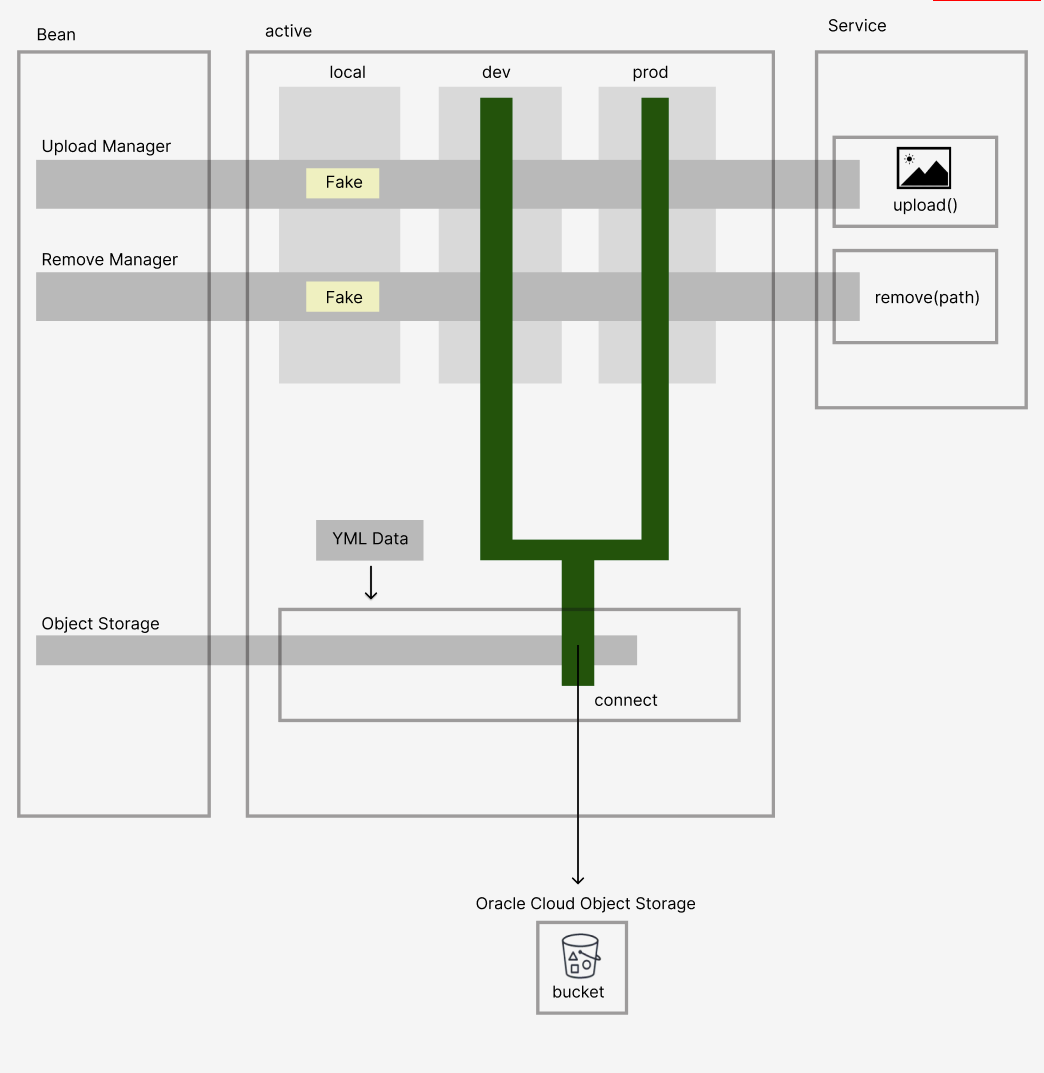 Bean
active
Service
local
dev
prod
Upload Manager
Fake
upload()
Remove Manager
Fake
remove(path)
YML Data
Object Storage
connect
Oracle Cloud Object Storage
bucket